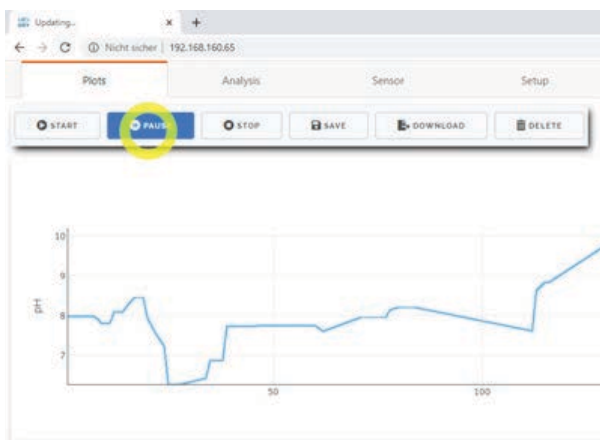 Updating..
Nicht sicher | 192.168.160.65
Plots Analysis Sensor Setup
START PAUSE STOP SAVE DOWNLOAD DELETE
10
9
pH
8
7
50 100